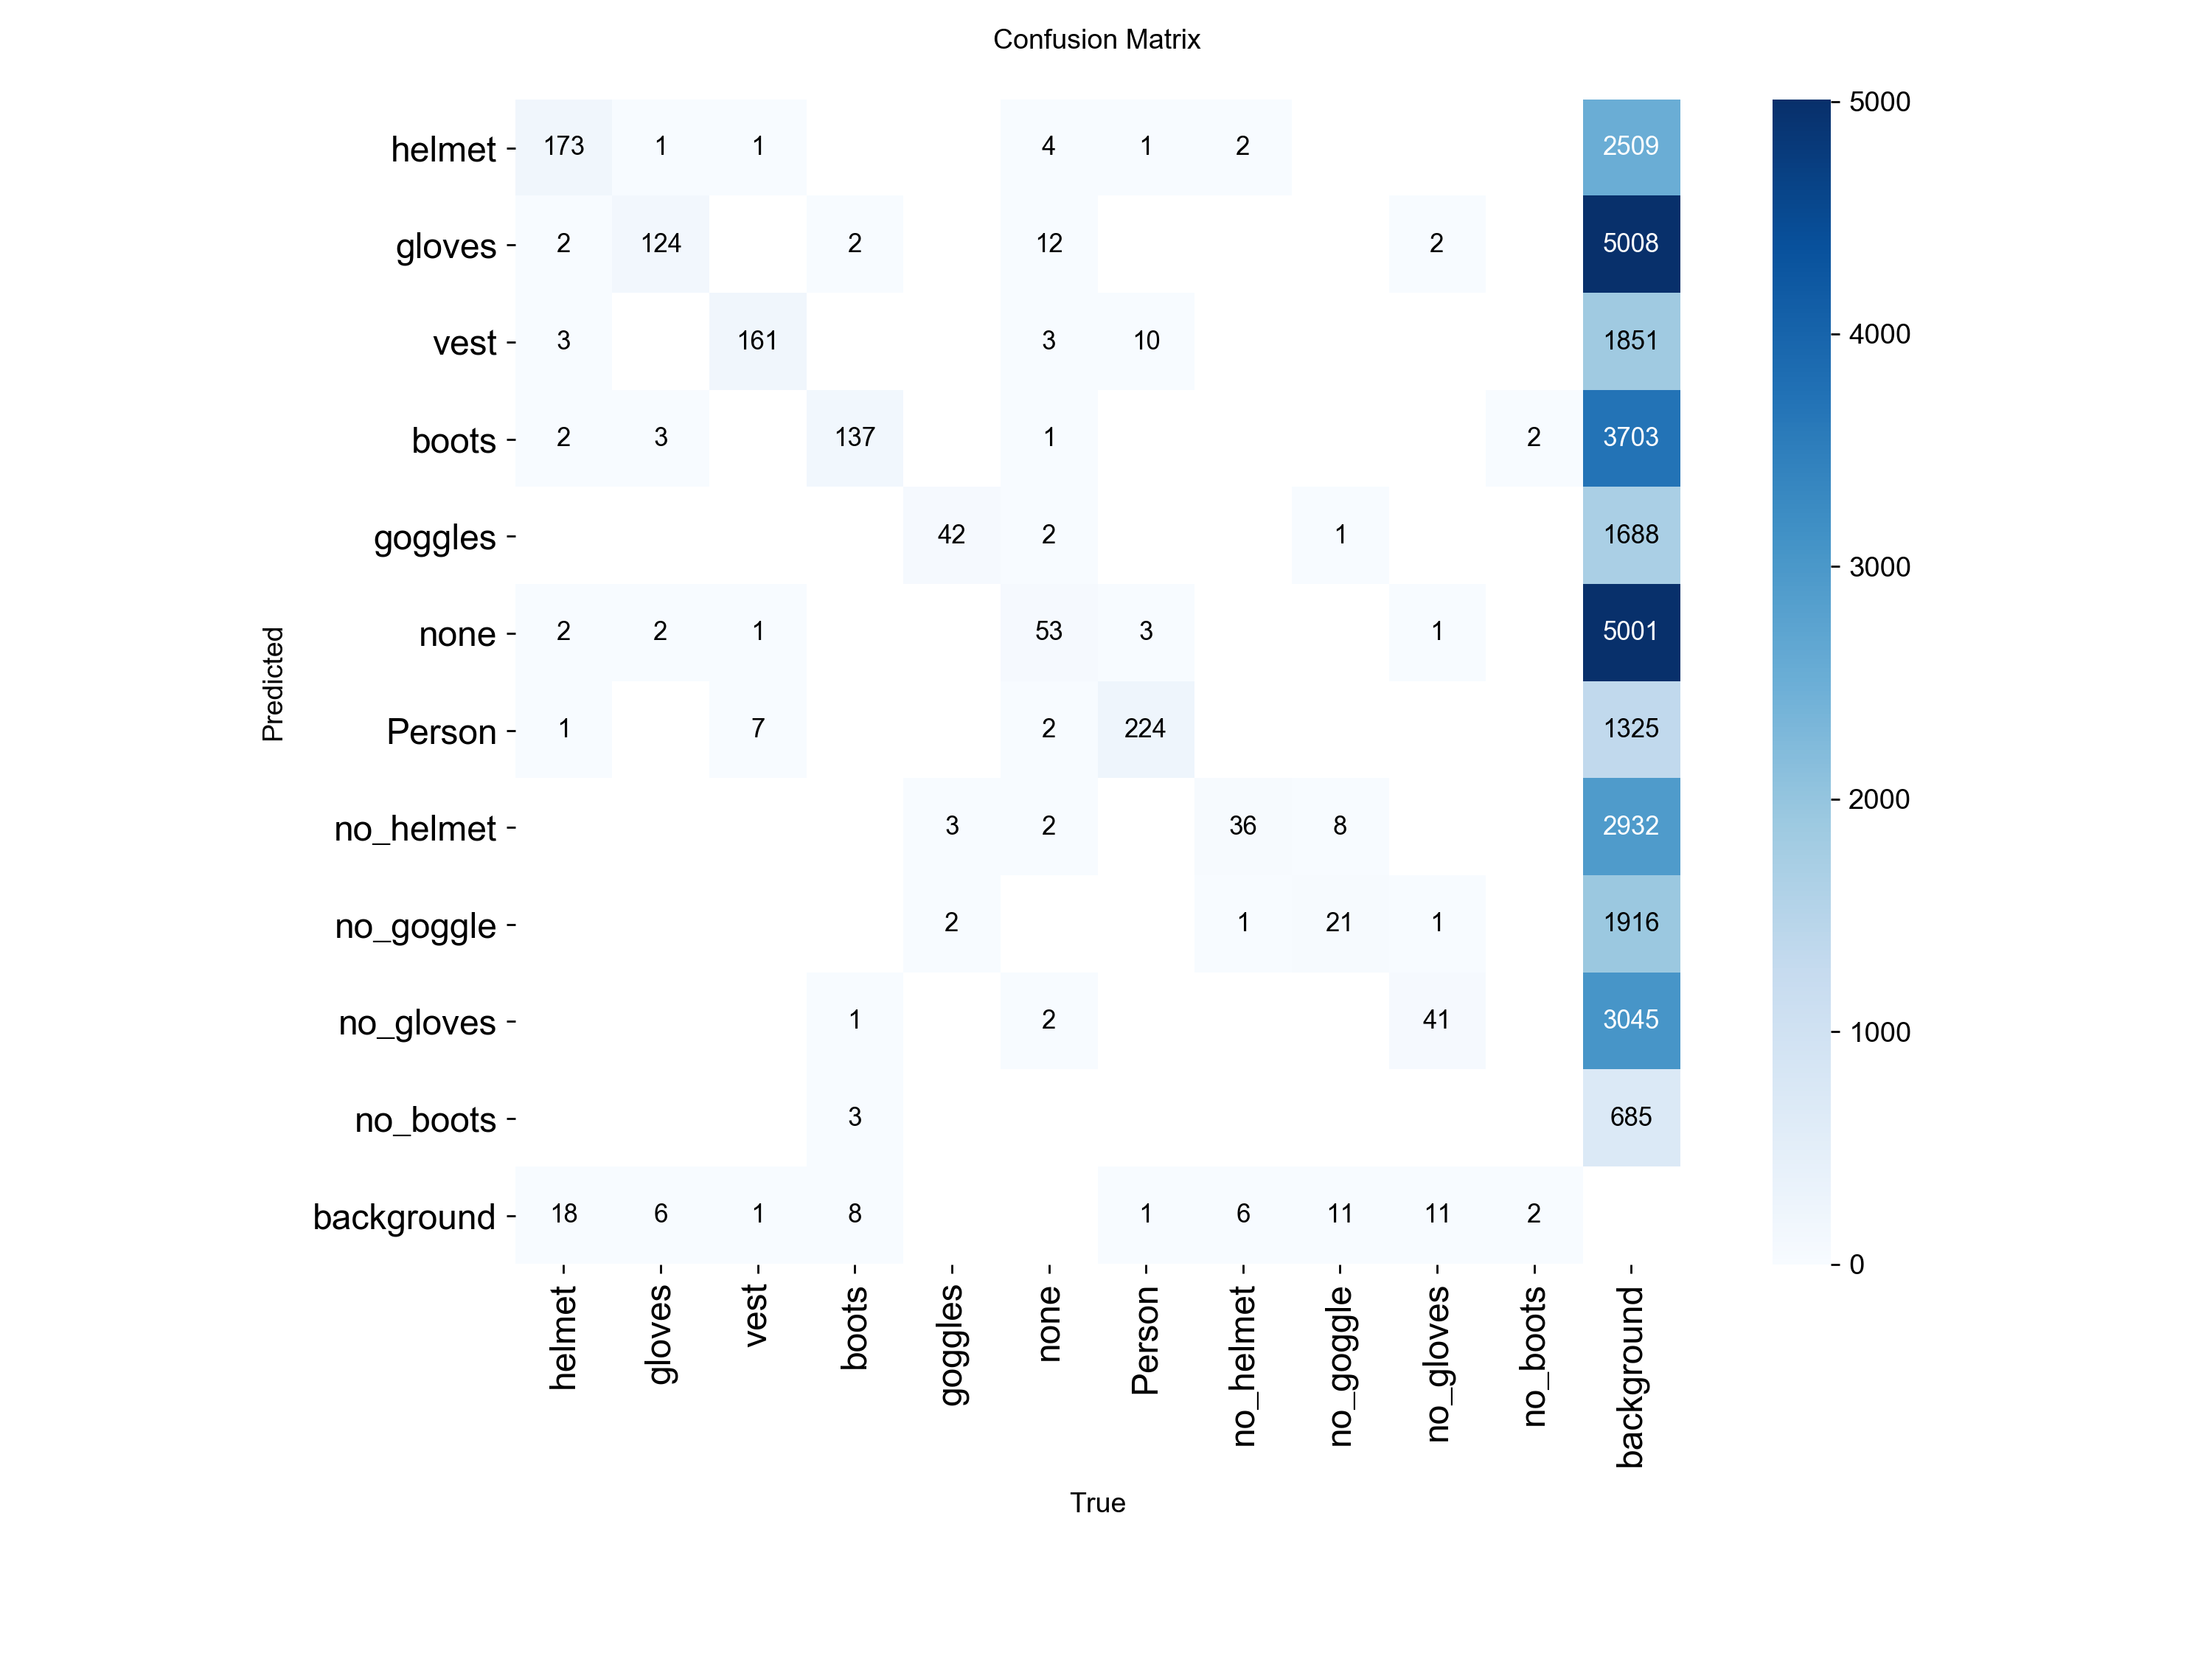 Confusion Matrix
helmet 173 1 1 4 1 2 2509
gloves 2 124 2 12 2 5008
vest 3 161 3 10 1851
boots 2 3 137 1 2 3703
goggles 42 2 1 1688
none 2 2 1 53 3 1 5001
Person 1 7 2 224 1325
no_helmet 3 2 36 8 2932
no_goggle 2 1 21 1 1916
no_gloves 1 2 41 3045
no_boots 3 685
background 18 6 1 8 1 6 11 11 2
Predicted
helmet gloves vest boots goggles none Person no_helmet no_goggle no_gloves no_boots background
True
5000
4000
3000
2000
1000
0